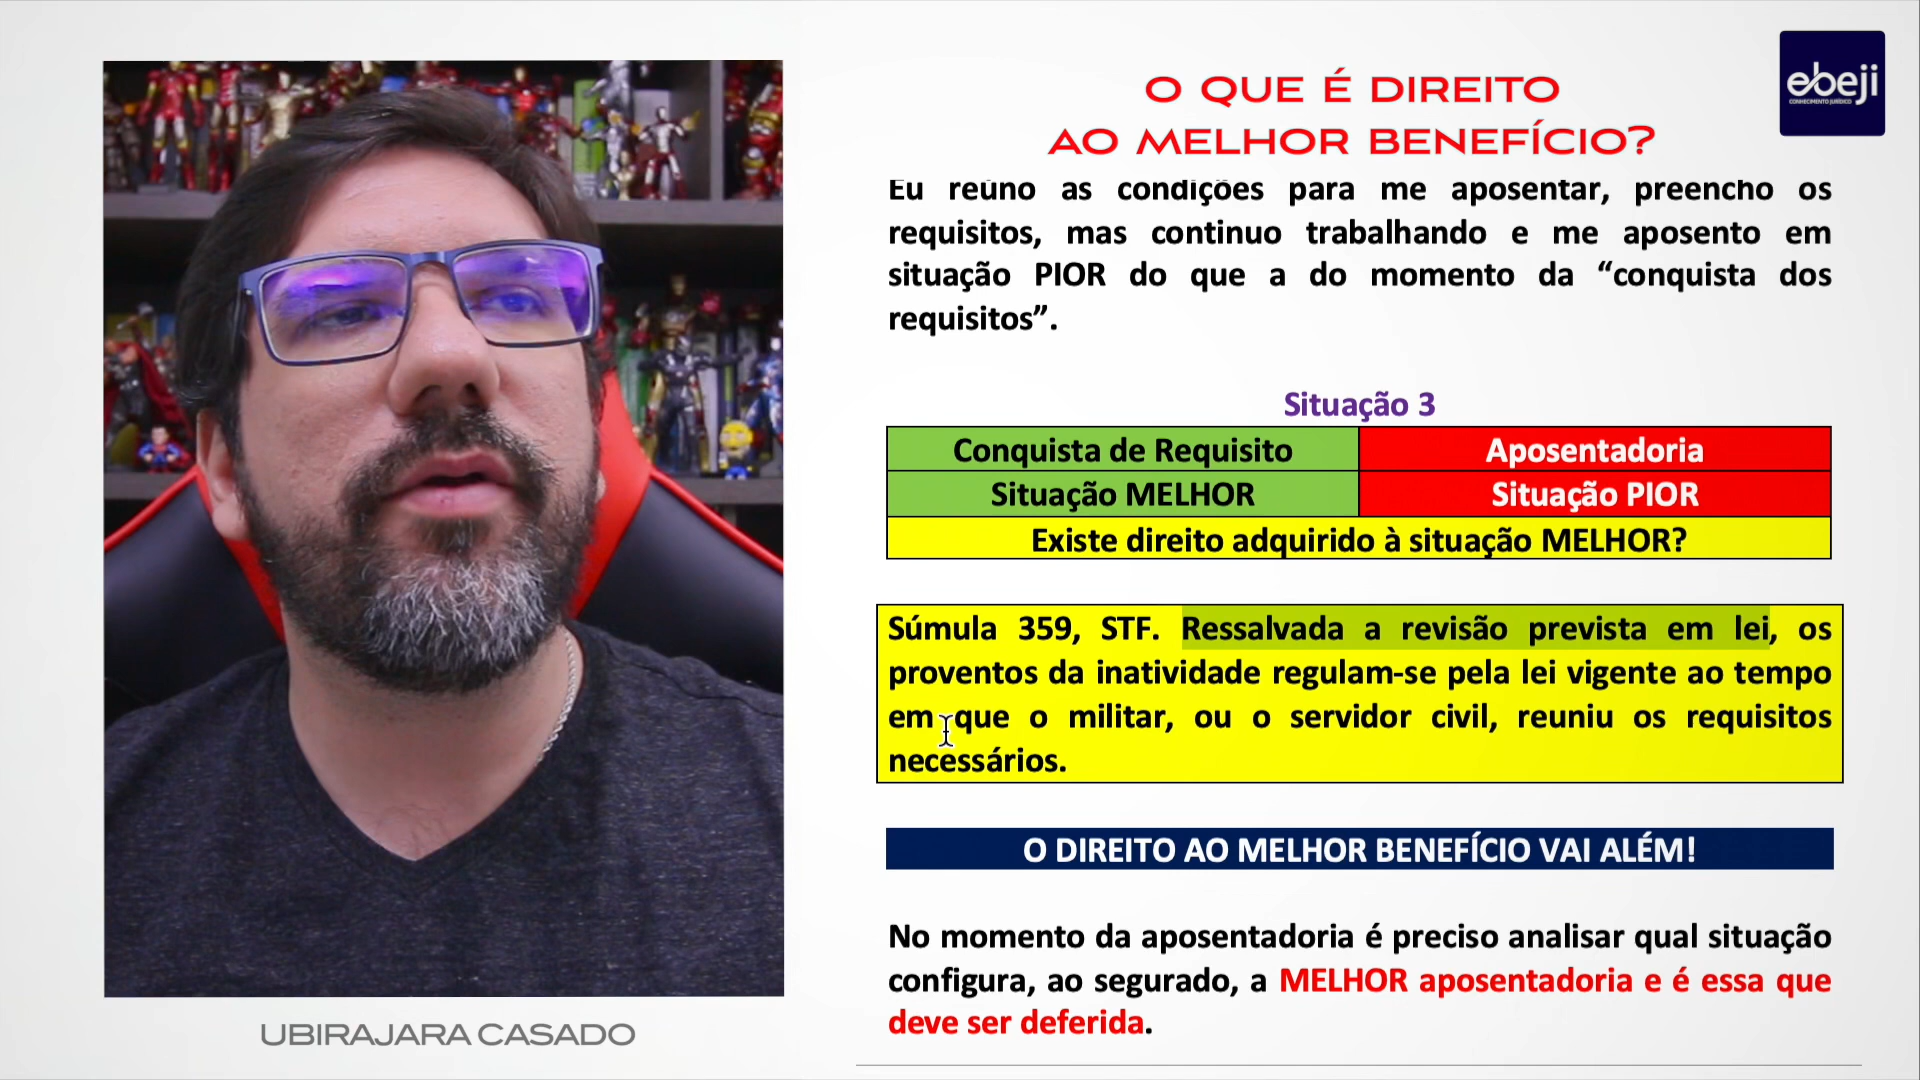 ebeji
CONHECIMENTO JURÍDICO
O QUE É DIREITO
AO MELHOR BENEFÍCIO?
Eu reúno as condições para me aposentar, preencho os
requisitos, mas continuo trabalhando e me aposento em
situação PIOR do que a do momento da “conquista dos
requisitos”.
Situação 3
Conquista de Requisito
Aposentadoria
Situação MELHOR
Situação PIOR
Existe direito adquirido à situação MELHOR?
Súmula 359, STF. Ressalvada a revisão prevista em lei, os
proventos da inatividade regulam-se pela lei vigente ao tempo
em que o militar, ou o servidor civil, reuniu os requisitos
necessários.
O DIREITO AO MELHOR BENEFÍCIO VAI ALÉM!
No momento da aposentadoria é preciso analisar qual situação
configura, ao segurado, a MELHOR aposentadoria e é essa que
deve ser deferida.
UBIRAJARA CASADO